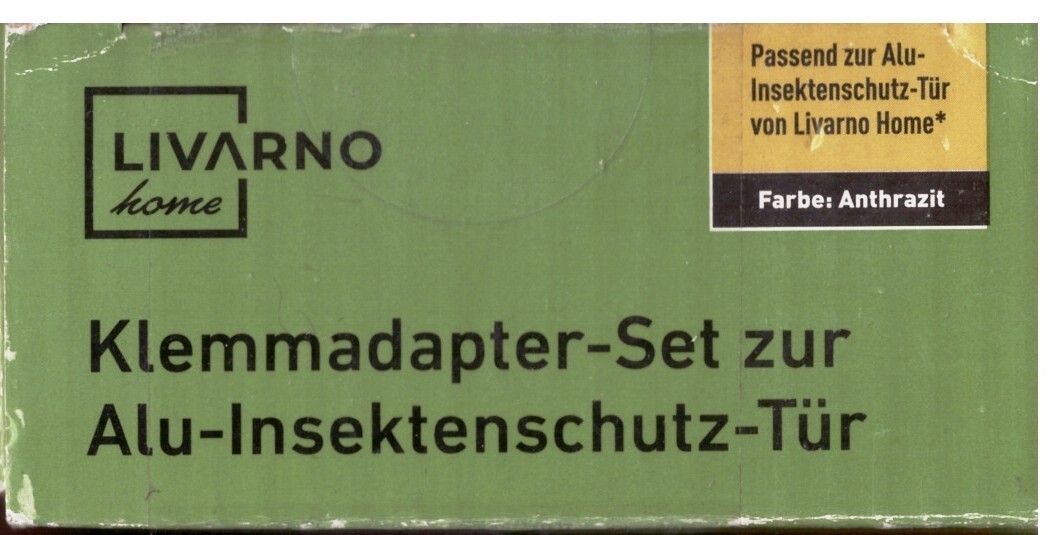 LIVARNO
home
Passend zur Alu-
Insektenschutz-Tür
von Livarno Home*
Farbe: Anthrazit
Klemmadapter-Set zur
Alu-Insektenschutz-Tür